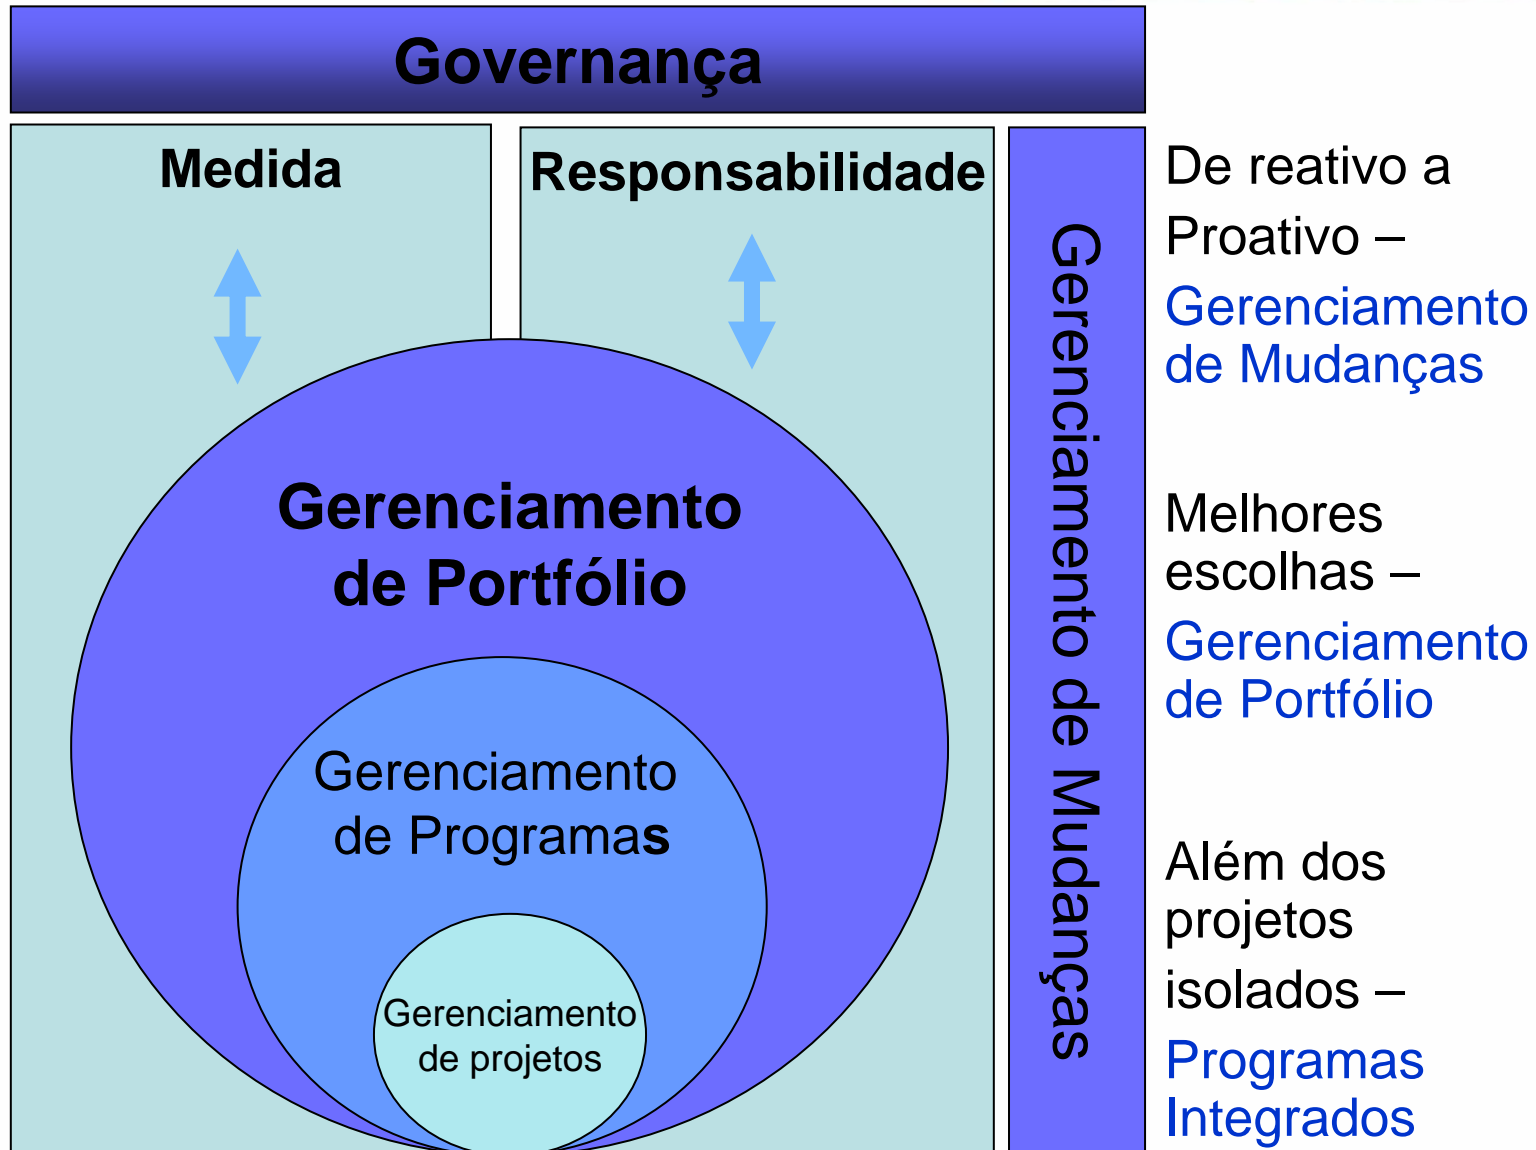 Governança
Medida
Responsabilidade
Gerenciamento
de Portfólio
Gerenciamento
de Programas
Gerenciamento
de projetos
Gerenciamento de Mudanças
De reativo a
Proativo –
Gerenciamento
de Mudanças
Melhores
escolhas –
Gerenciamento
de Portfólio
Além dos
projetos
isolados –
Programas
Integrados